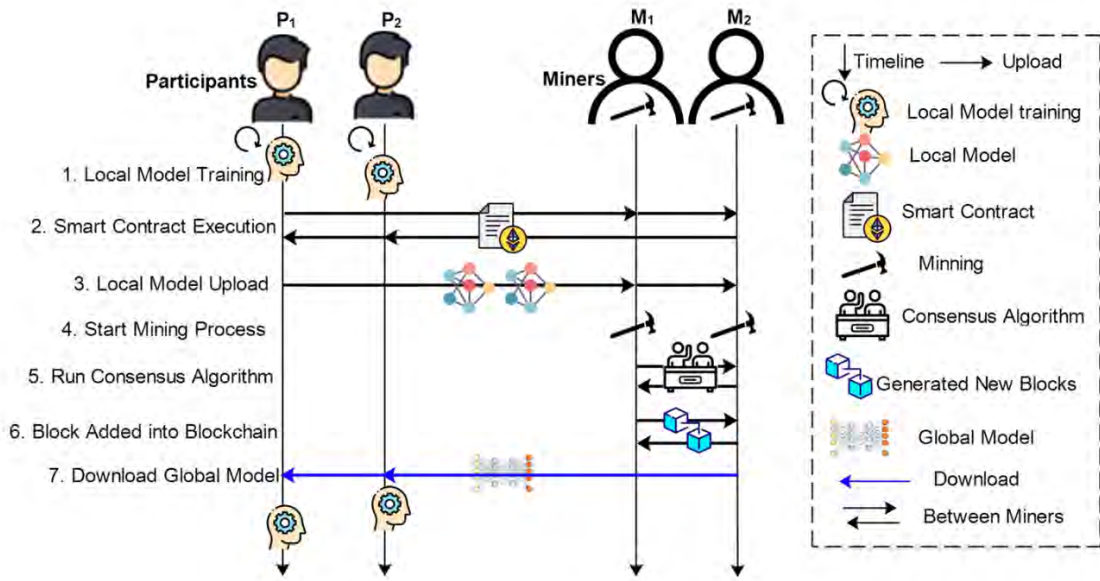 P1 P2 M1 M2
Participants
Miners
1. Local Model Training
2. Smart Contract Execution
3. Local Model Upload
4. Start Mining Process
5. Run Consensus Algorithm
6. Block Added into Blockchain
7. Download Global Model
Timeline Upload
Local Model training
Local Model
Smart Contract
Minning
Consensus Algorithm
Generated New Blocks
Global Model
Download
Between Miners